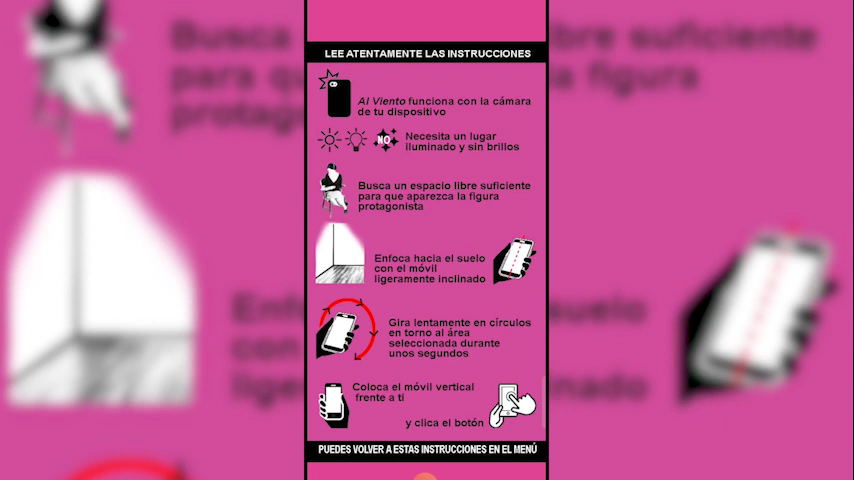 LEE ATENTAMENTE LAS INSTRUCCIONES
Al Viento funciona con la cámara
de tu dispositivo
NO
Necesita un lugar
iluminado y sin brillos
Busca un espacio libre suficiente
para que aparezca la figura
protagonista
Enfoca hacia el suelo
con el móvil
ligeramente inclinado
Gira lentamente en círculos
en torno al área
seleccionada durante
unos segundos
Coloca el móvil vertical
frente a ti
y clica el botón
PUEDES VOLVER A ESTAS INSTRUCCIONES EN EL MENÚ